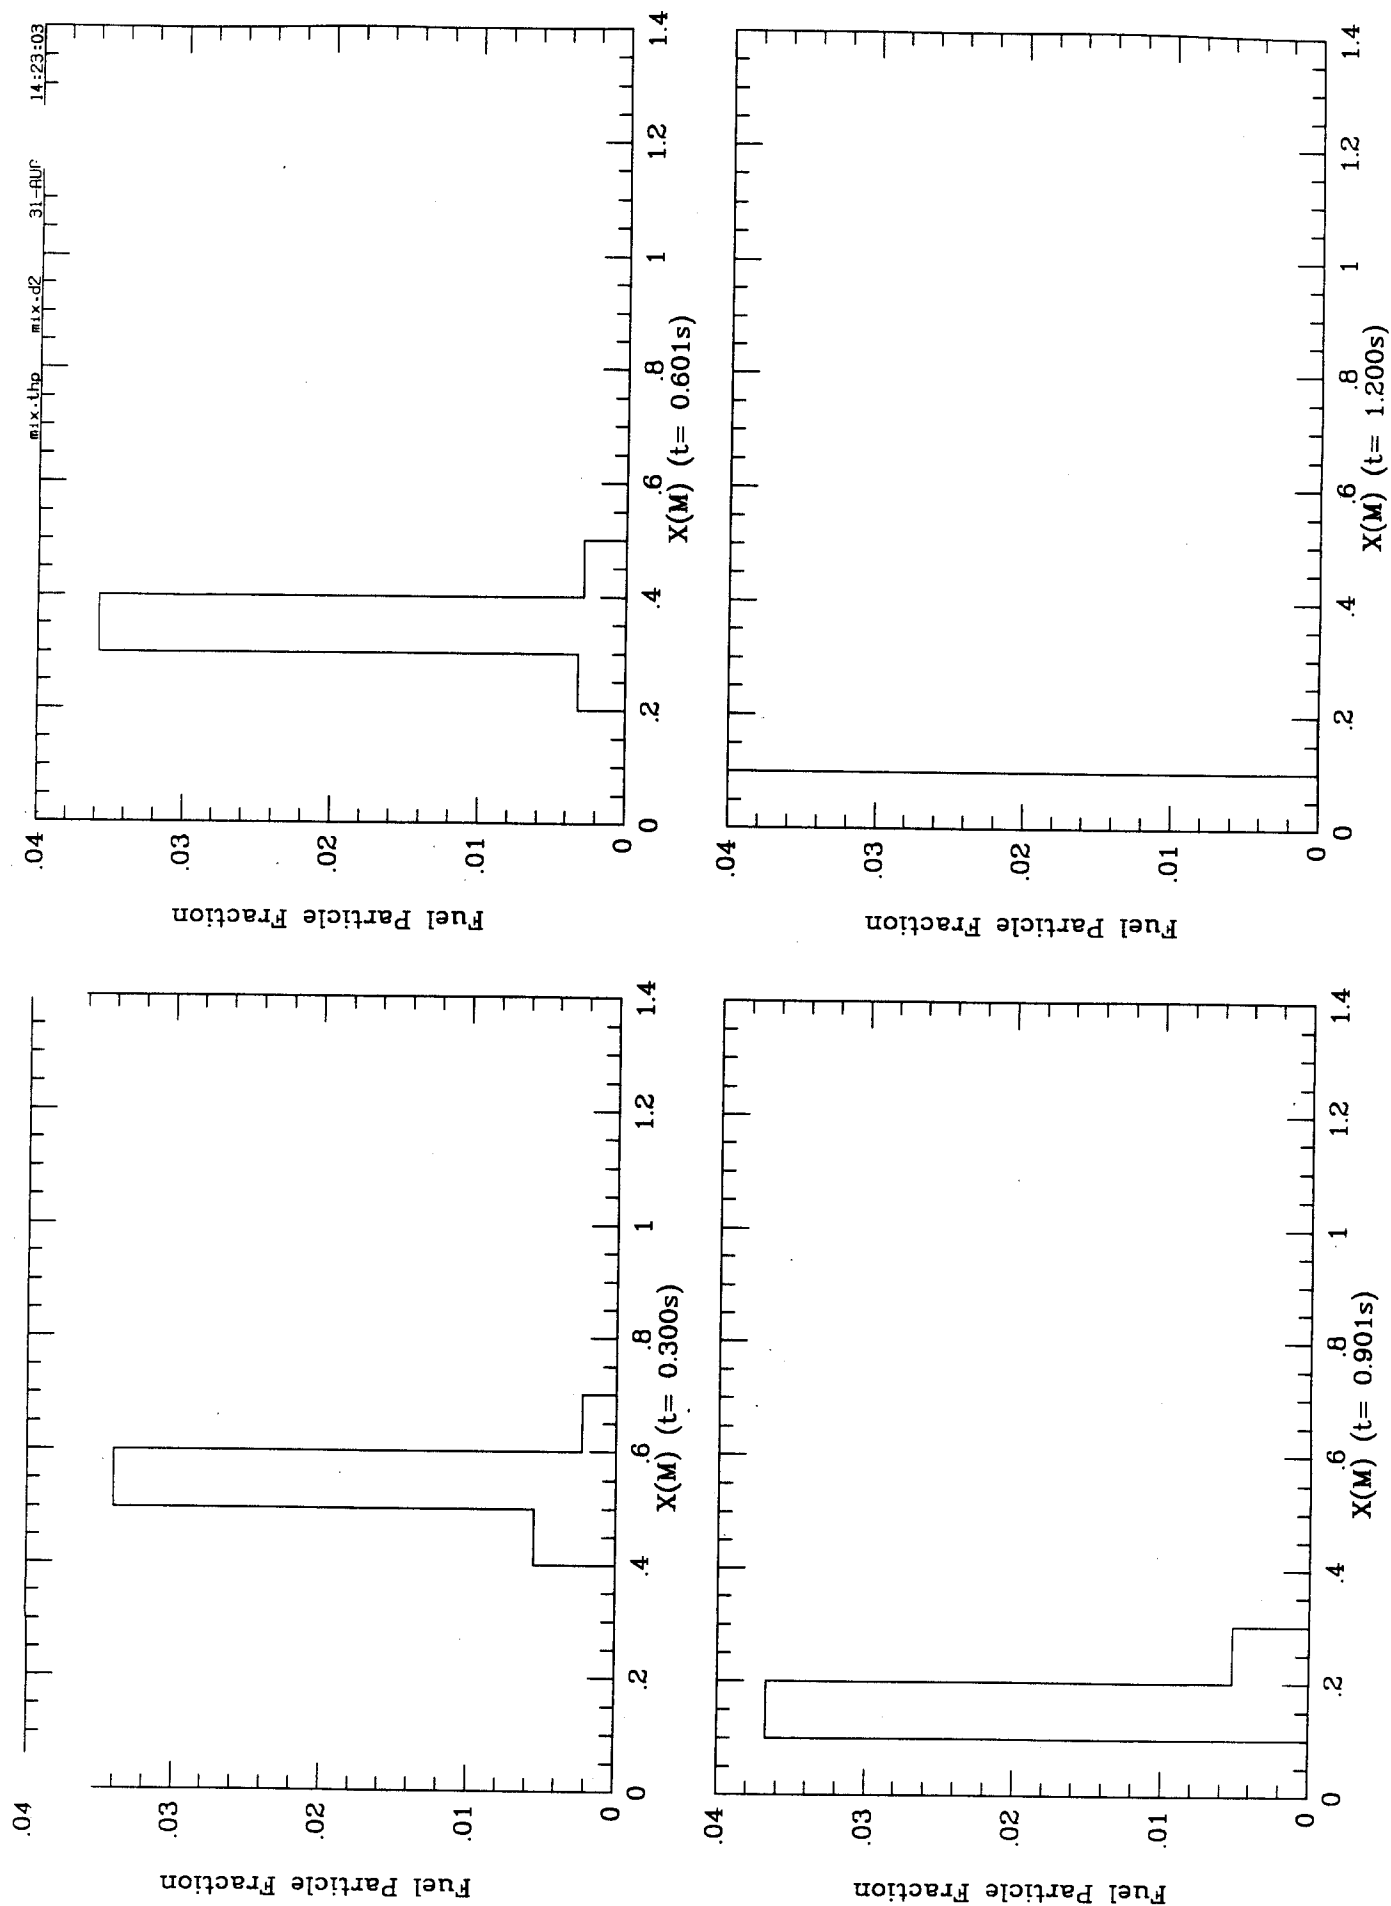 mix.thp mix.d2 14:23:03
.04
.03
.02
.01
0
Fuel Particle Fraction
0 .2 .4 .6 .8 1 1.2 1.4
X(M) (t= 0.300s)
.04
.03
.02
.01
0
Fuel Particle Fraction
0 .2 .4 .6 .8 1 1.2 1.4
X(M) (t= 0.601s)
.04
.03
.02
.01
0
Fuel Particle Fraction
0 .2 .4 .6 .8 1 1.2 1.4
X(M) (t= 0.901s)
.04
.03
.02
.01
0
Fuel Particle Fraction
0 .2 .4 .6 .8 1 1.2 1.4
X(M) (t= 1.200s)